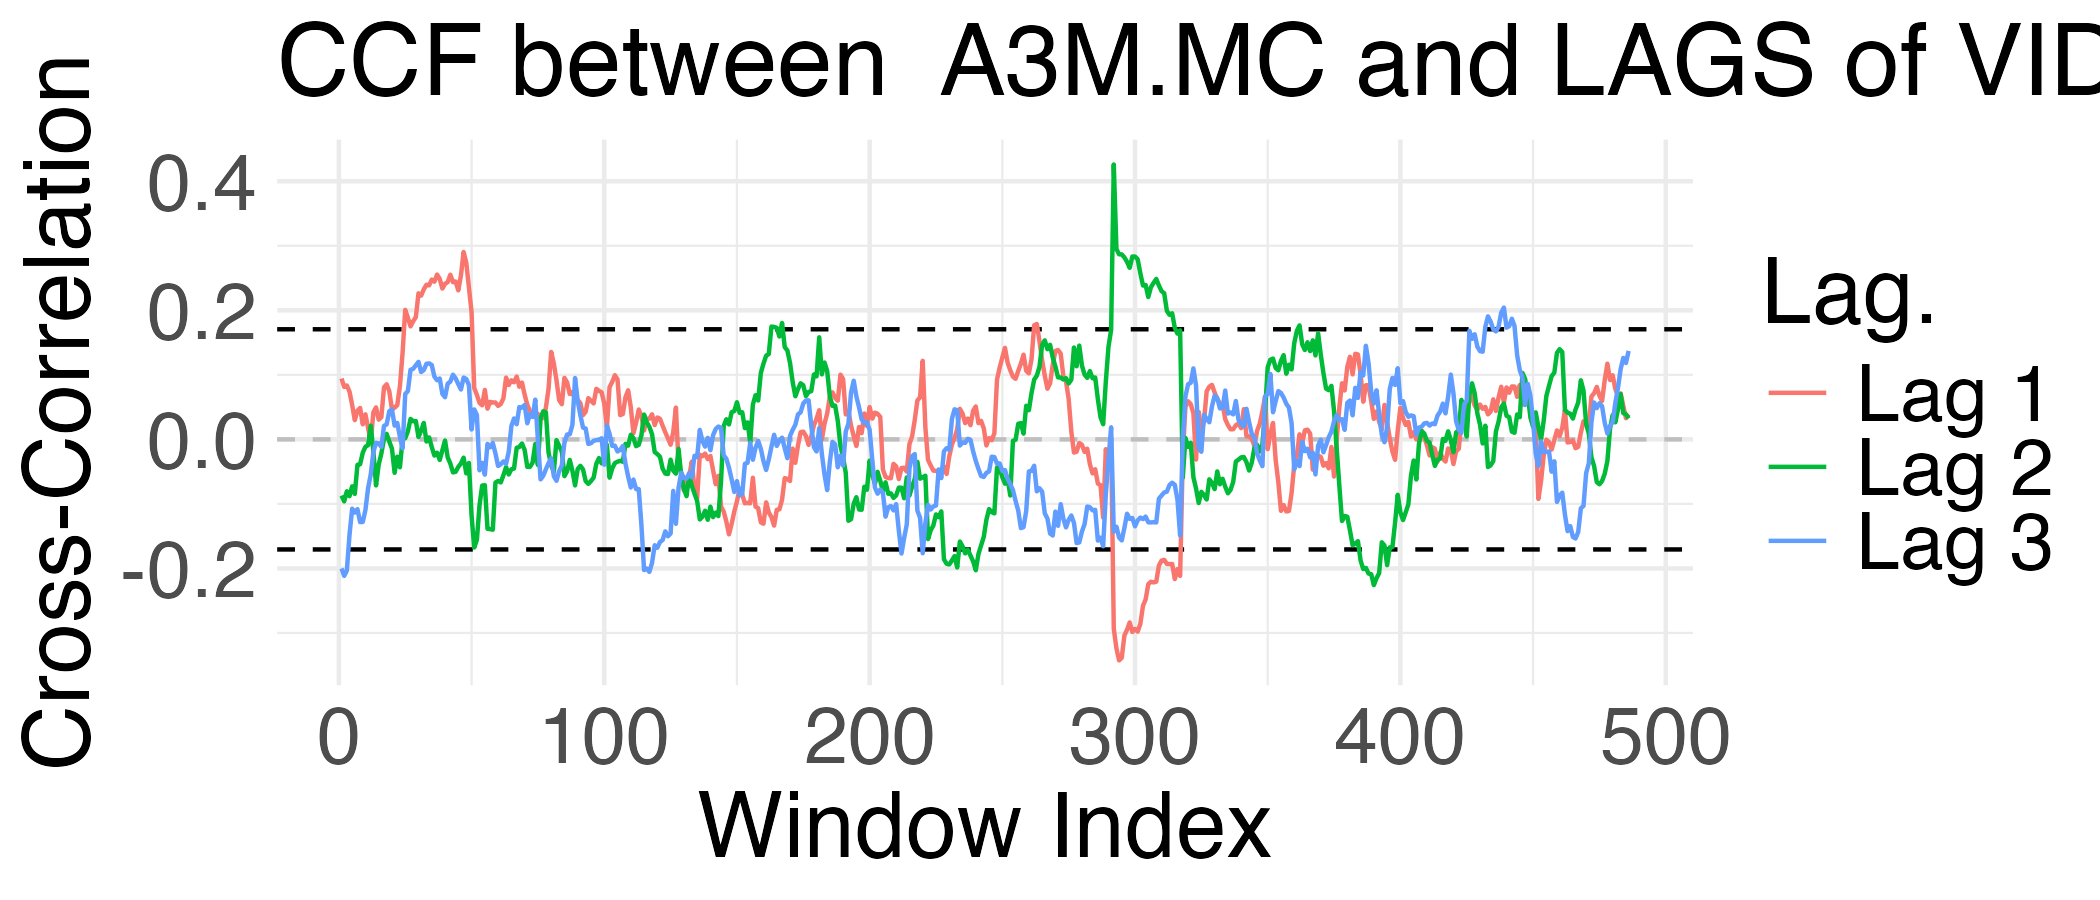 CCF between  A3M.MC and LAGS of VID
Cross-Correlation
0.4
0.2
0.0
-0.2
0 100 200 300 400 500
Window Index
Lag.
Lag 1
Lag 2
Lag 3